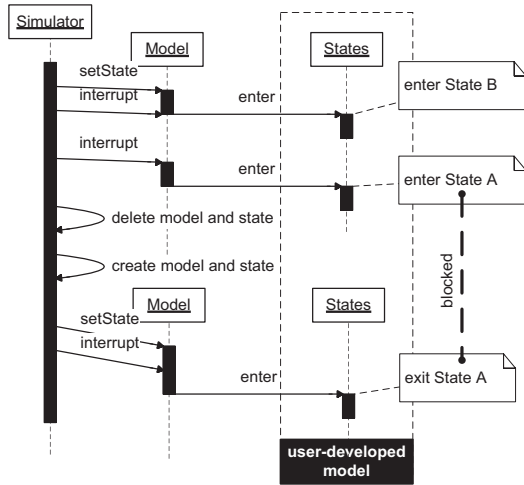 Simulator
Model
States
setState
interrupt
enter
enter State B
interrupt
enter
enter State A
delete model and state
create model and state
blocked
Model
States
setState
interrupt
enter
exit State A
user-developed
model